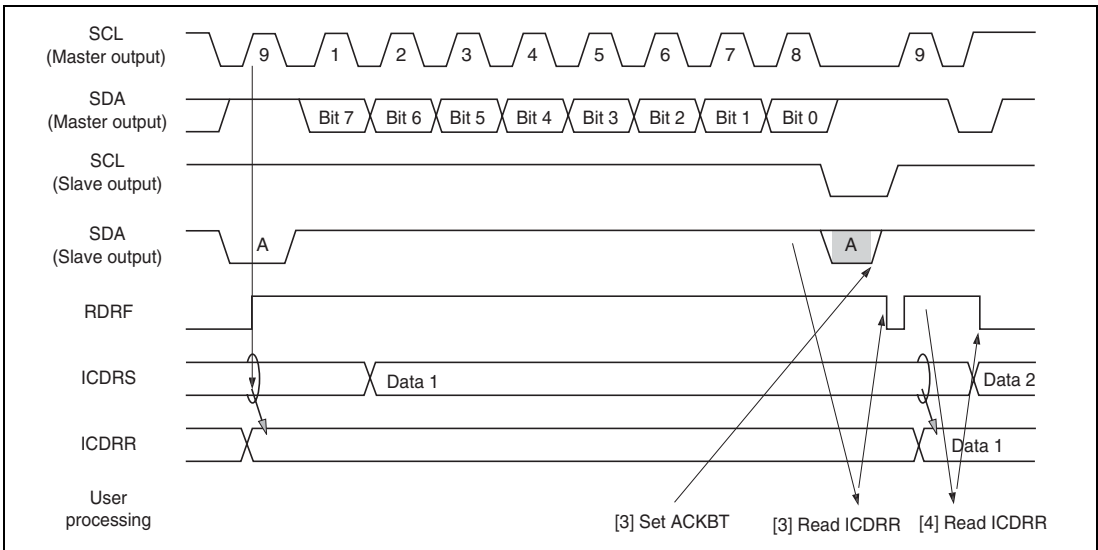 SCL
(Master output)
9 1 2 3 4 5 6 7 8 9
SDA
(Master output)
Bit 7 Bit 6 Bit 5 Bit 4 Bit 3 Bit 2 Bit 1 Bit 0
SCL
(Slave output)
SDA
(Slave output)
A A
RDRF
ICDRS
Data 1 Data 2
ICDRR
Data 1
User
processing
[3] Set ACKBT [3] Read ICDRR [4] Read ICDRR